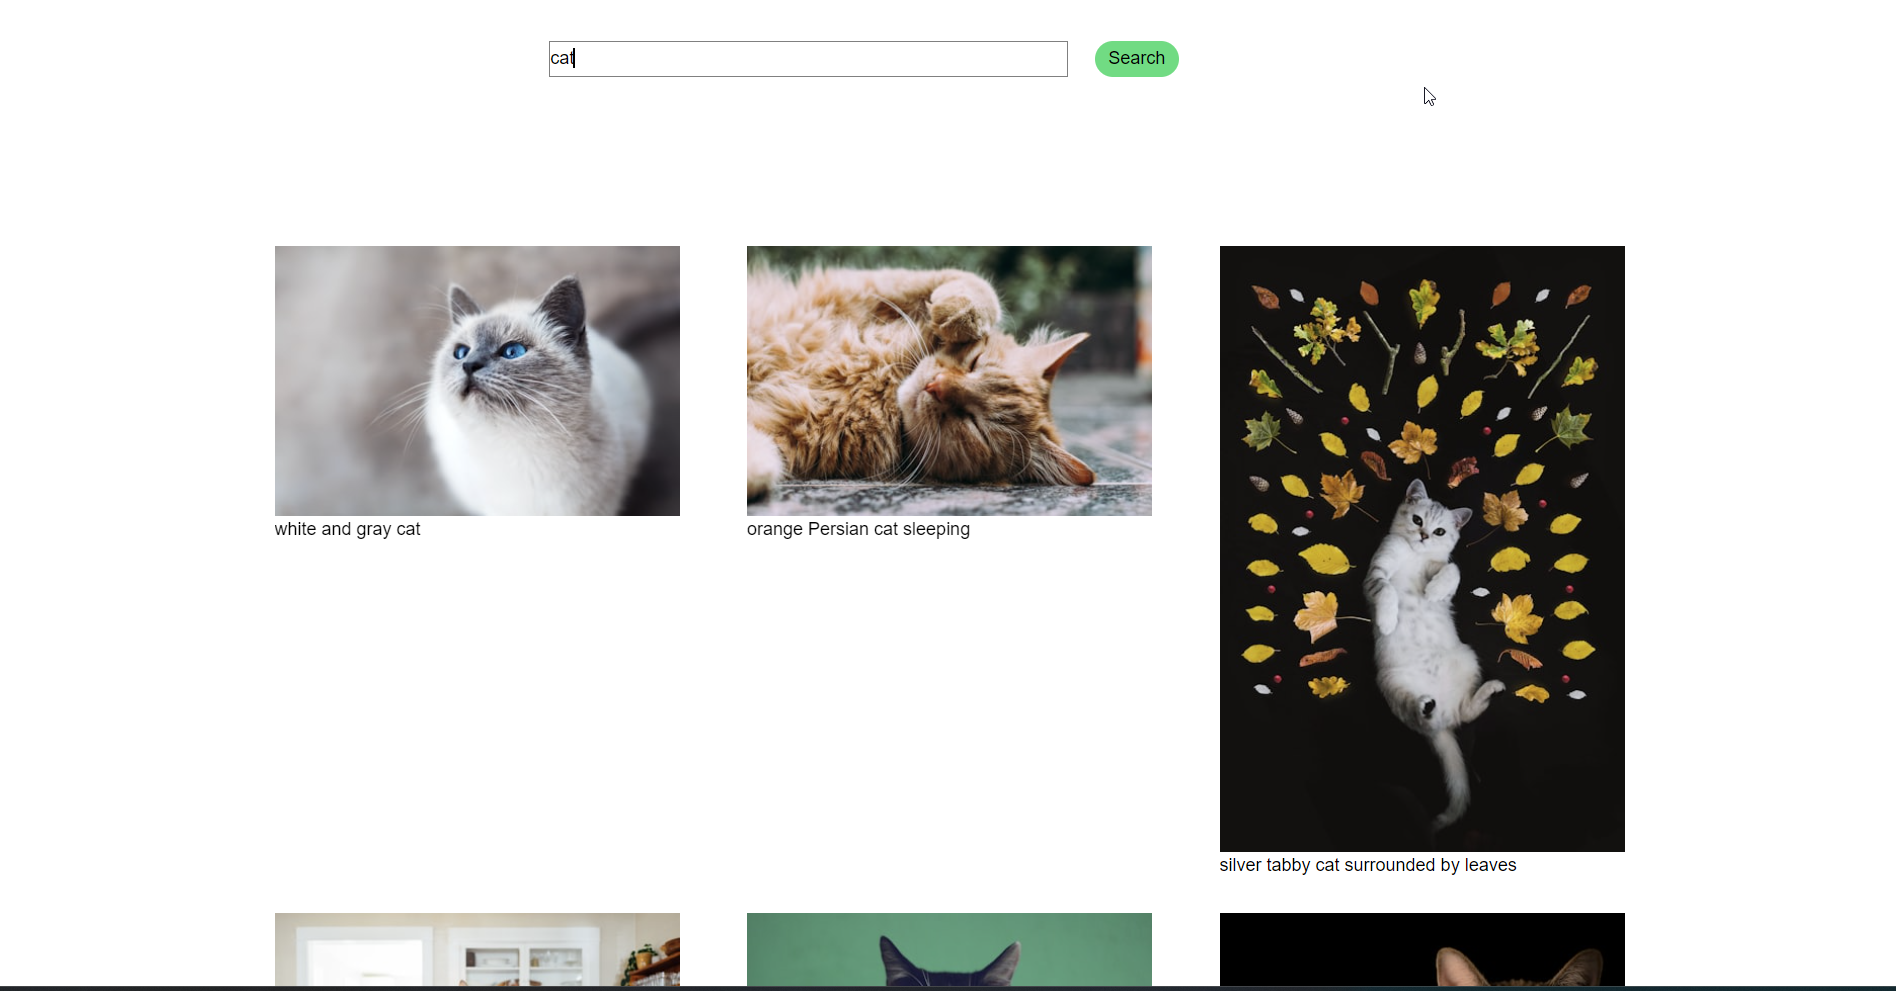 cat
Search
white and gray cat
orange Persian cat sleeping
silver tabby cat surrounded by leaves